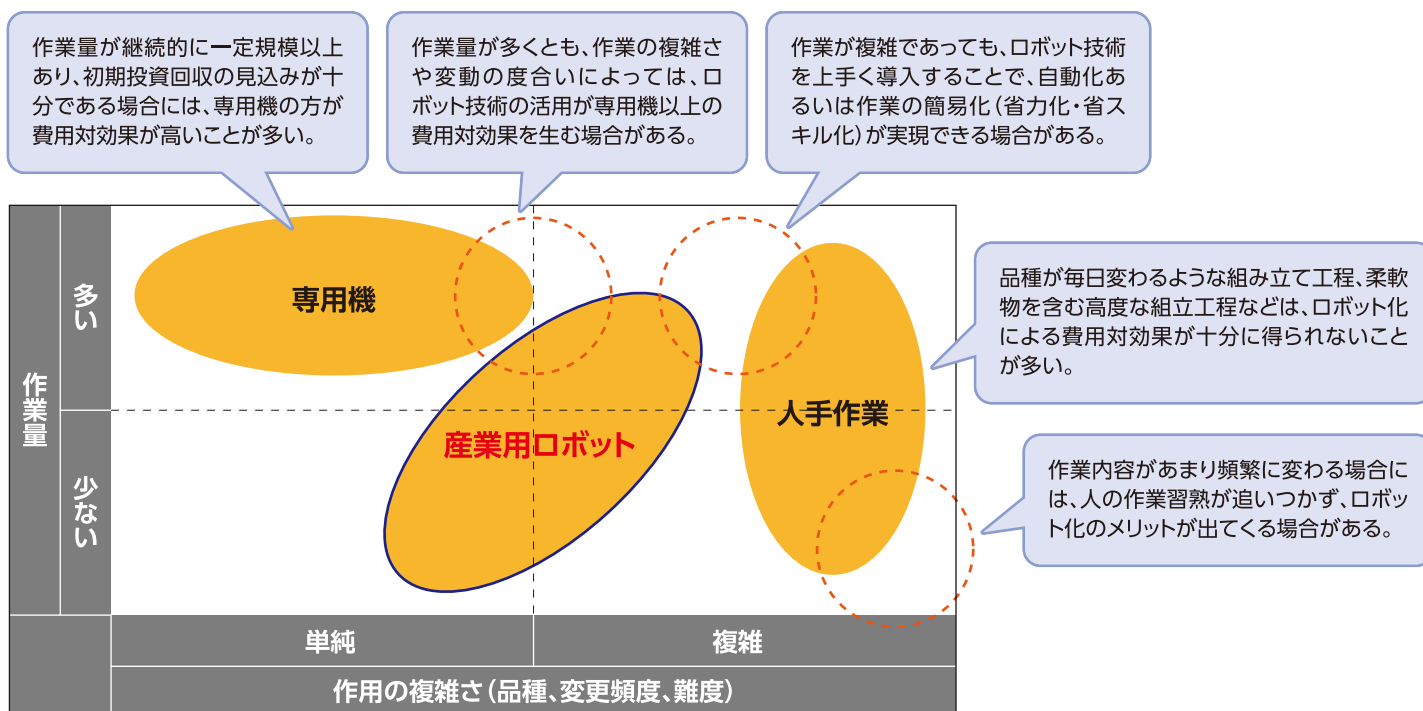 作業量が継続的に一定規模以上
あり、初期投資回収の見込みが十
分である場合には、専用機の方が
費用対効果が高いことが多い。
作業量が多くとも、作業の複雑さ
や変動の度合いによっては、ロ
ボット技術の活用が専用機以上の
費用対効果を生む場合がある。
作業が複雑であっても、ロボット技術
を上手く導入することで、自動化あ
るいは作業の簡易化(省力化・省ス
キル化)が実現できる場合がある。
品種が毎日変わるような組み立て工程、柔軟
物を含む高度な組立工程などは、ロボット化
による費用対効果が十分に得られないこと
が多い。
作業内容があまり頻繁に変わる場合に
は、人の作業習熟が追いつかず、ロボッ
ト化のメリットが出てくる場合がある。
作業量
多い
少ない
専用機
産業用ロボット
人手作業
単純
複雑
作用の複雑さ(品種、変更頻度、難度)